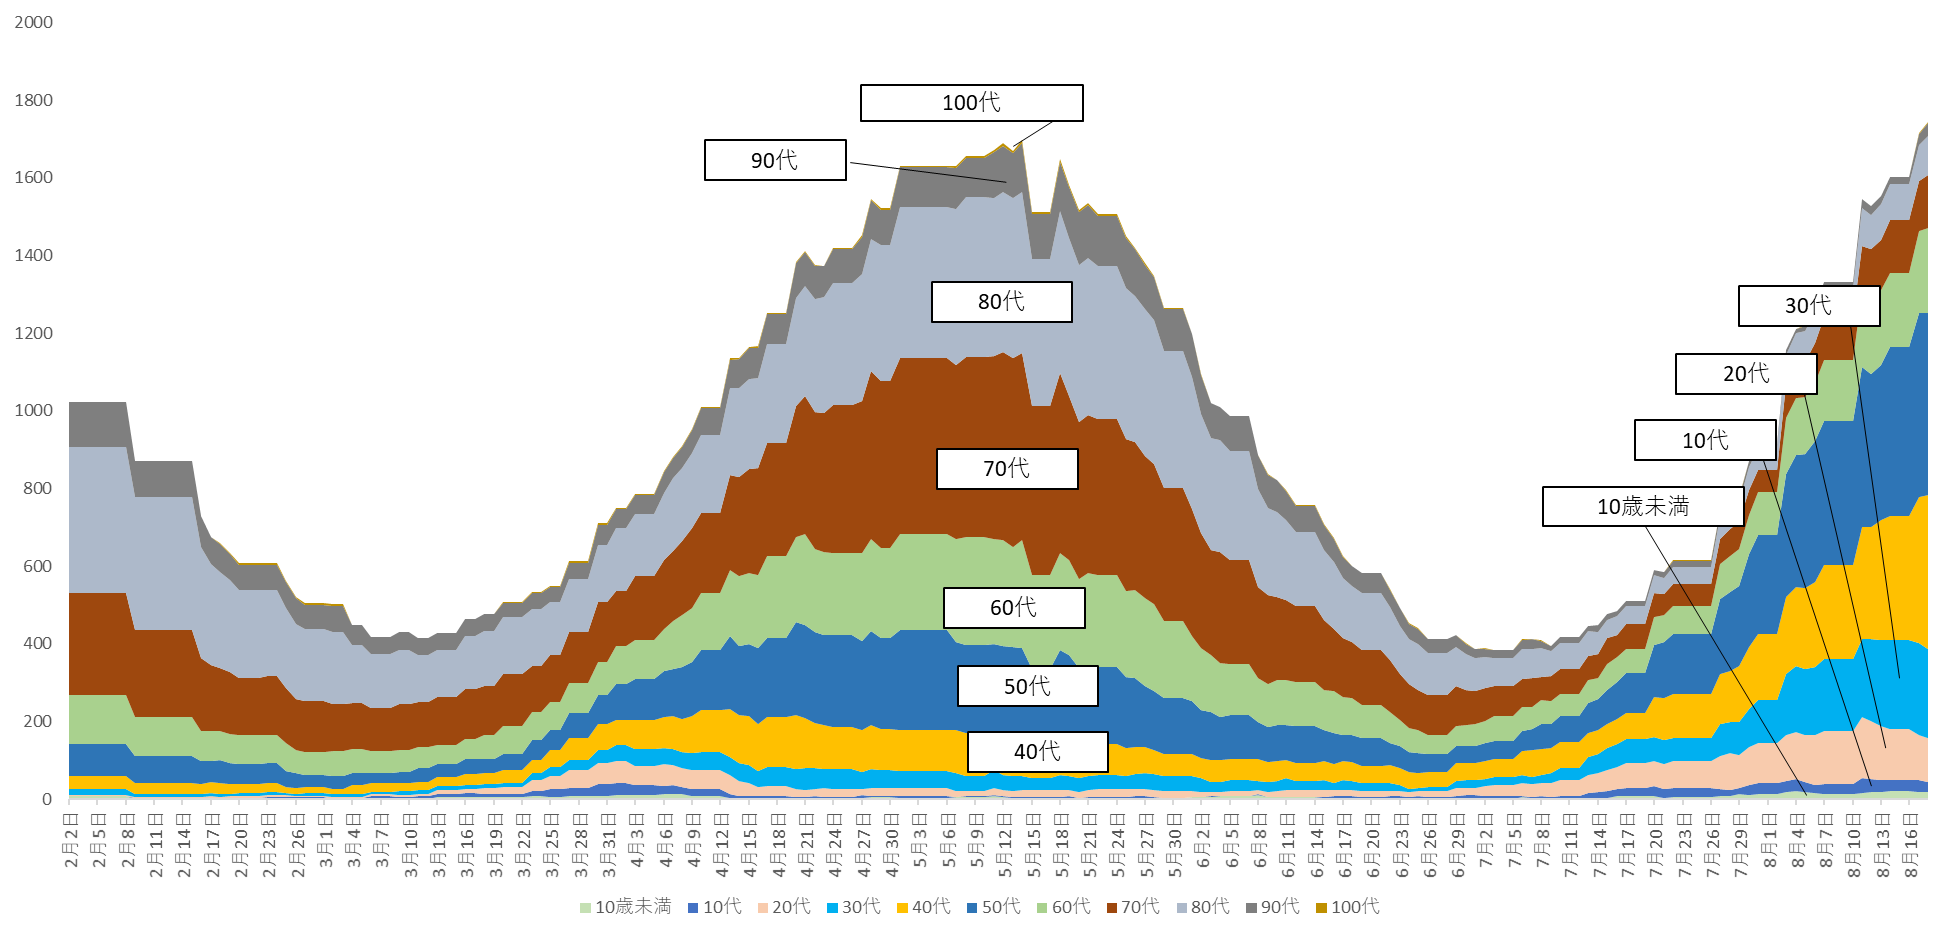 2000
1800
1600
1400
1200
1000
800
600
400
200
0
100代
90代
80代
70代
60代
50代
40代
30代
20代
10代
10歳未満
2月2日
2月5日
2月8日
2月11日
2月14日
2月17日
2月20日
2月23日
2月26日
3月1日
3月4日
3月7日
3月10日
3月13日
3月16日
3月19日
3月22日
3月25日
3月28日
3月31日
4月3日
4月6日
4月9日
4月12日
4月15日
4月18日
4月21日
4月24日
4月27日
4月30日
5月3日
5月6日
5月9日
5月12日
5月15日
5月18日
5月21日
5月24日
5月27日
5月30日
6月2日
6月5日
6月8日
6月11日
6月14日
6月17日
6月20日
6月23日
6月26日
6月29日
7月2日
7月5日
7月8日
7月11日
7月14日
7月17日
7月20日
7月23日
7月26日
7月29日
8月1日
8月4日
8月7日
8月10日
8月13日
8月16日
10歳未満 10代 20代 30代 40代 50代 60代 70代 80代 90代 100代